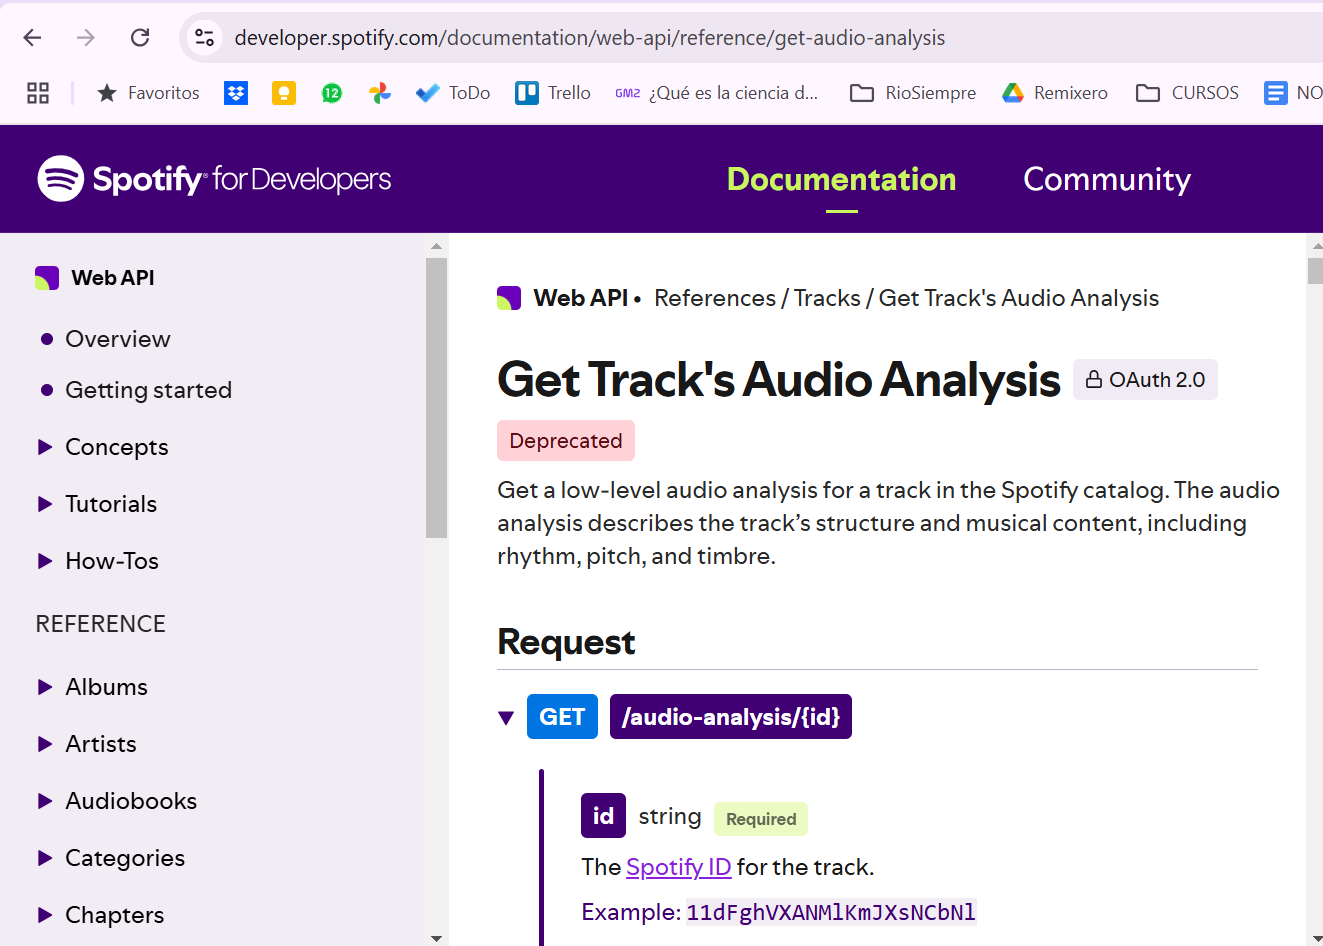 developer.spotify.com/documentation/web-api/reference/get-audio-analysis
Favoritos 12 ToDo Trello GM2 ¿Qué es la ciencia d... RioSiempre Remixero CURSOS NO
Spotify for Developers Documentation Community
Web API
Overview
Getting started
Concepts
Tutorials
How-Tos
REFERENCE
Albums
Artists
Audiobooks
Categories
Chapters
Web API • References / Tracks / Get Track's Audio Analysis
Get Track's Audio Analysis OAuth 2.0
Deprecated
Get a low-level audio analysis for a track in the Spotify catalog. The audio
analysis describes the track’s structure and musical content, including
rhythm, pitch, and timbre.
Request
GET /audio-analysis/{id}
id string Required
The Spotify ID for the track.
Example: 11dFghVXANMlKmJXsNCbNl